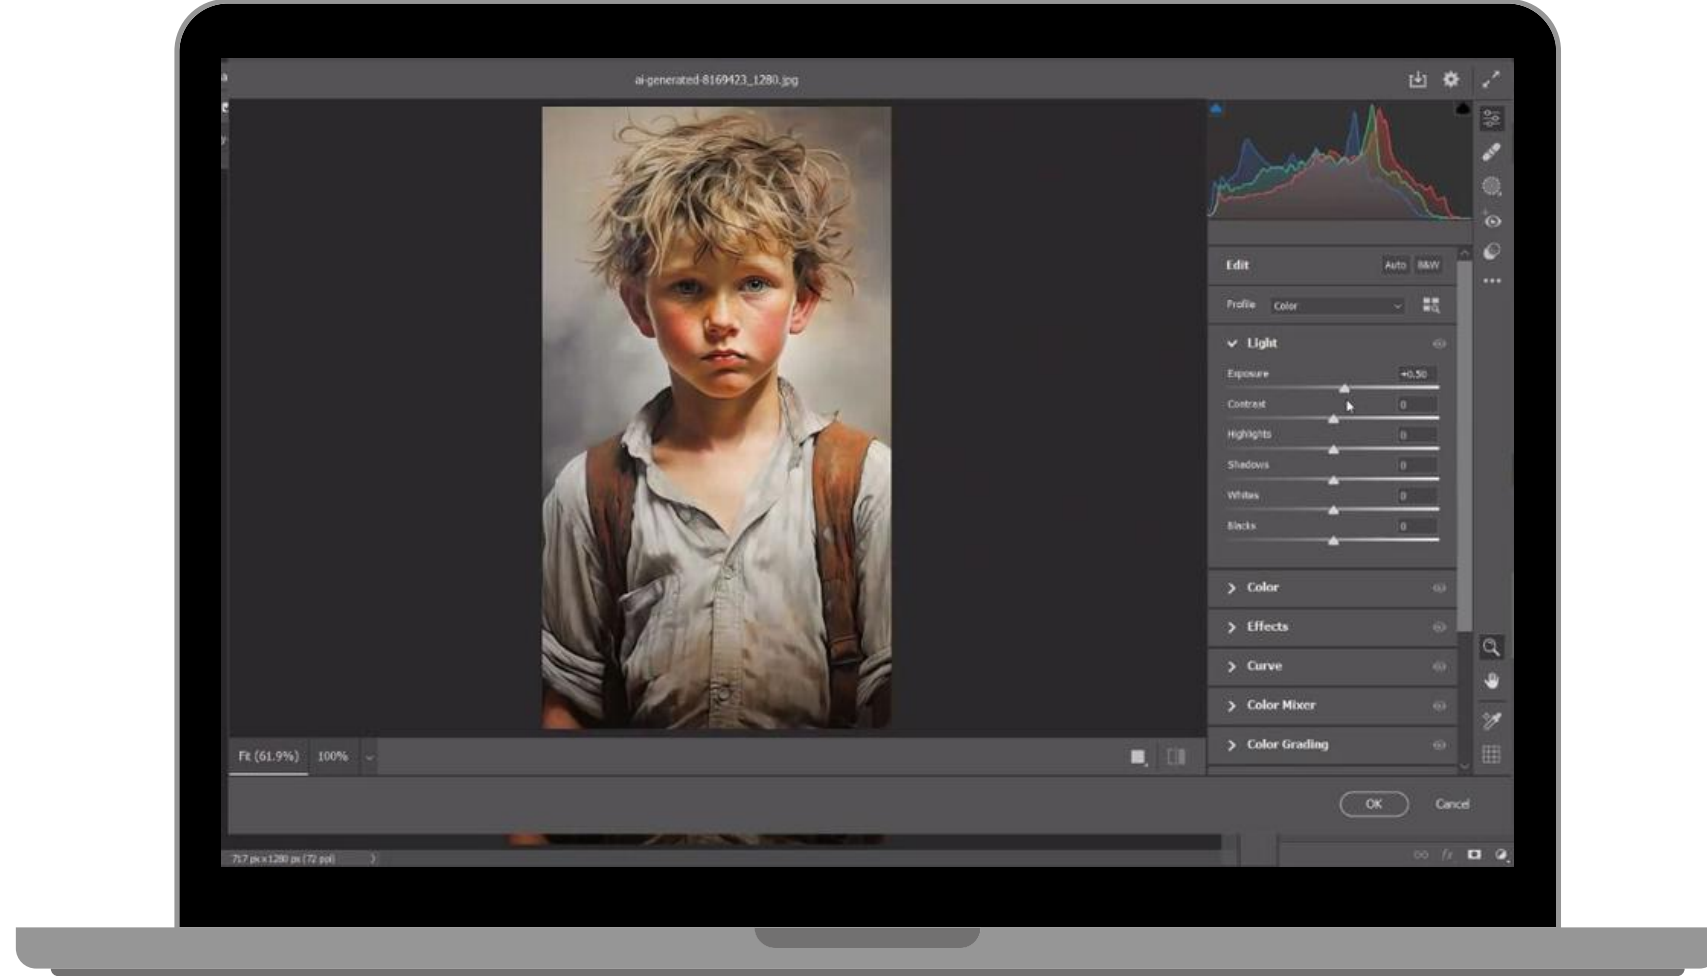 ai-generated-8169423_1280.jpg
Edit
Auto B&W
Profile Color
Light
Exposure +0.50
Contrast 0
Highlights 0
Shadows 0
Whites 0
Blacks 0
Color
Effects
Curve
Color Mixer
Color Grading
Fit (61.9%) 100%
OK Cancel
717 px x 1280 px (72 ppi)
fx